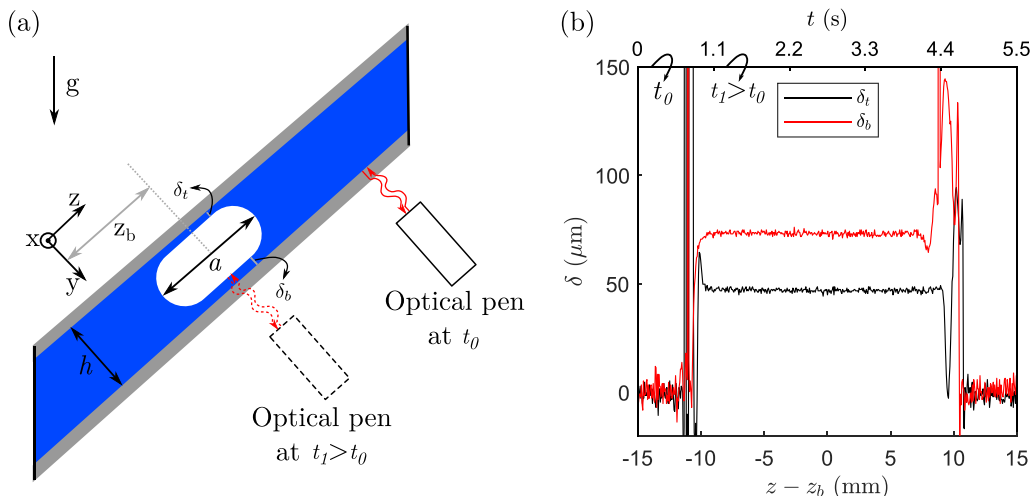 (a)
g
z
x
y
z_b
δ_t
a
δ_b
h
Optical pen
at t_0
Optical pen
at t_1>t_0
(b)
t (s)
0 1.1 2.2 3.3 4.4 5.5
t_0
t_1>t_0
δ_t
δ_b
150
100
50
0
δ (μm)
-15 -10 -5 0 5 10 15
z − z_b (mm)